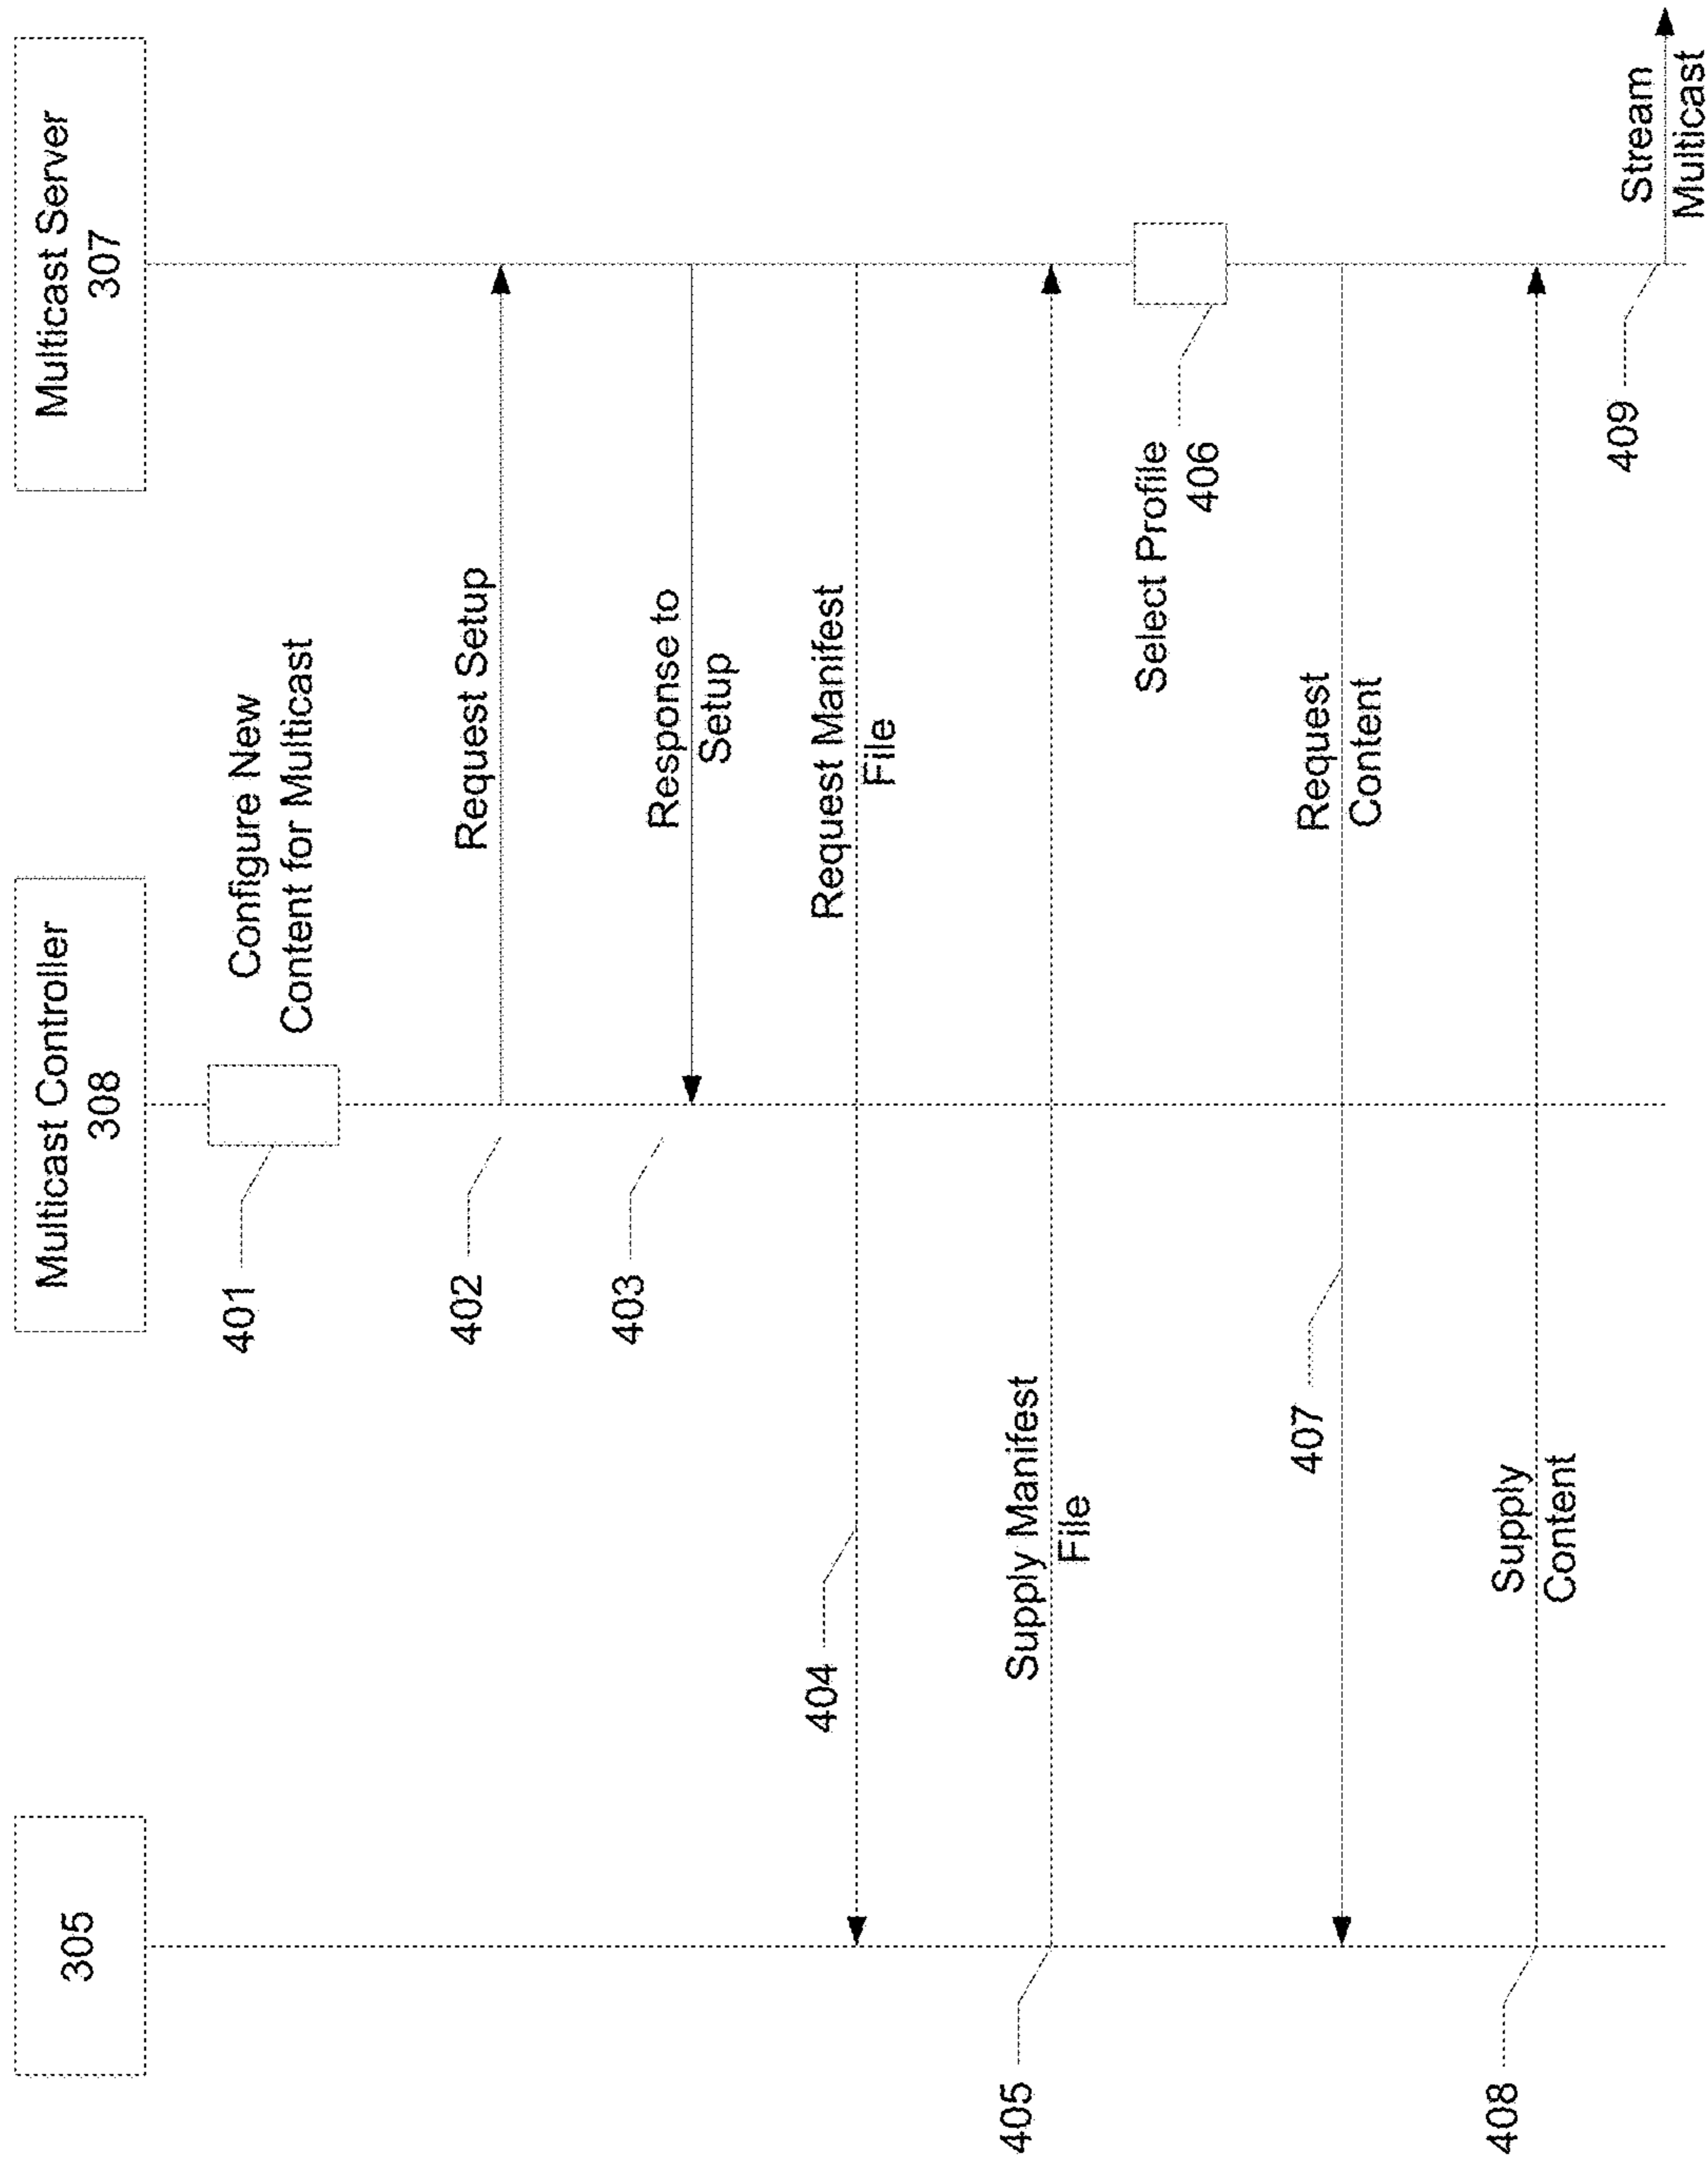 305
Multicast Controller
308
Multicast Server
307
401
Configure New
Content for Multicast
402
Request Setup
403
Response to
Setup
404
Request Manifest
File
405
Supply Manifest
File
Select Profile
406
407
Request
Content
408
Supply
Content
409
Stream
Multicast